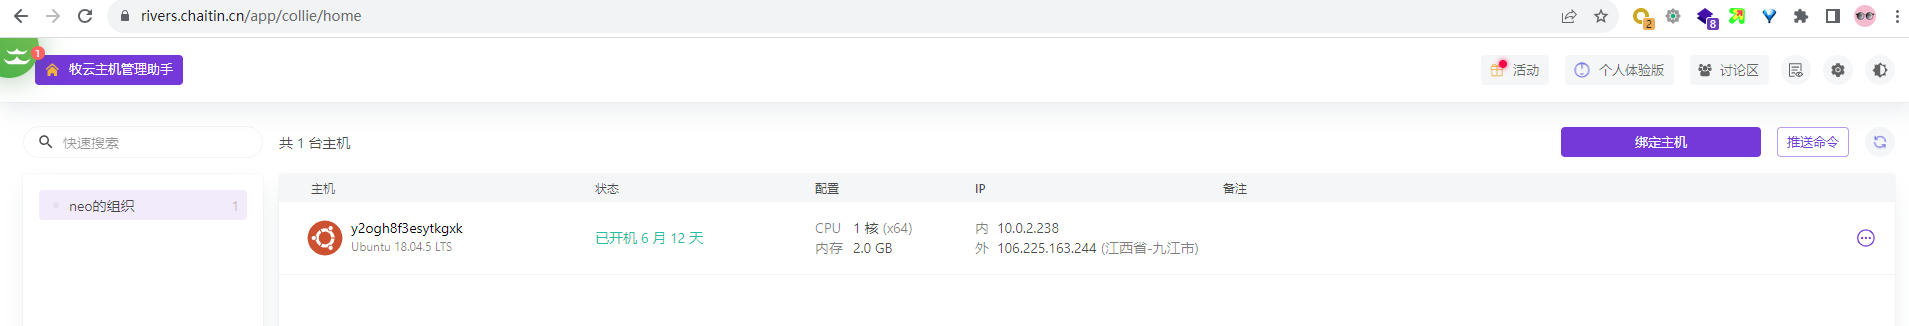 rivers.chaitin.cn/app/collie/home
2
8
1
牧云主机管理助手
活动
个人体验版
讨论区
快速搜索
共 1 台主机
绑定主机
推送命令
neo的组织 1
主机 状态 配置 IP 备注
y2ogh8f3esytkgxk
Ubuntu 18.04.5 LTS
已开机 6 月 12 天
CPU 1 核 (x64)
内存 2.0 GB
内 10.0.2.238
外 106.225.163.244 (江西省-九江市)